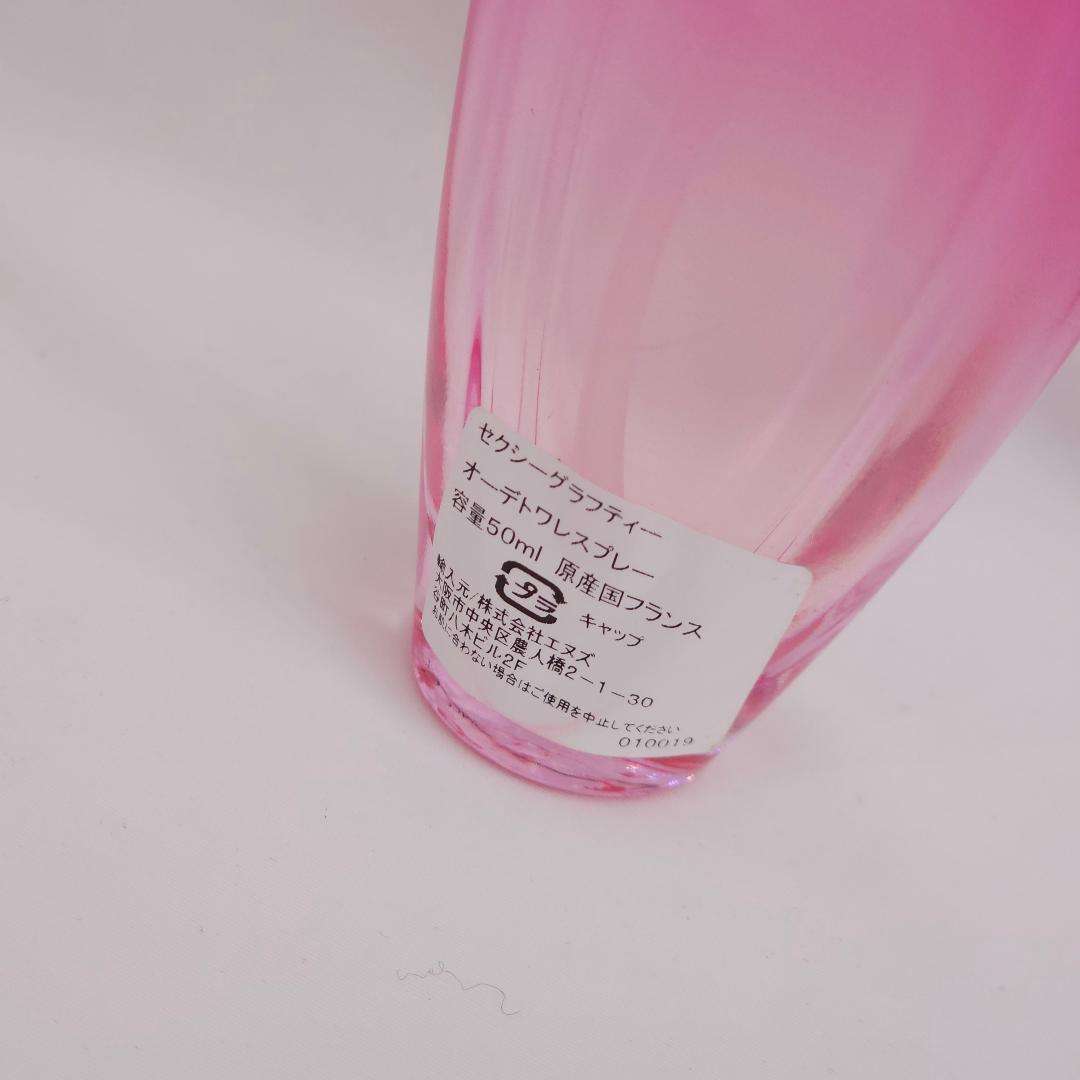 セクシーグラフティー
オーデトワレスプレー
容量50ml 原産国フランス
プラ キャップ
輸入元/株式会社エヌズ
大阪市中央区農人橋2-1-30
谷町八木ビル2F
お肌に合わない場合はご使用を中止してください
010019